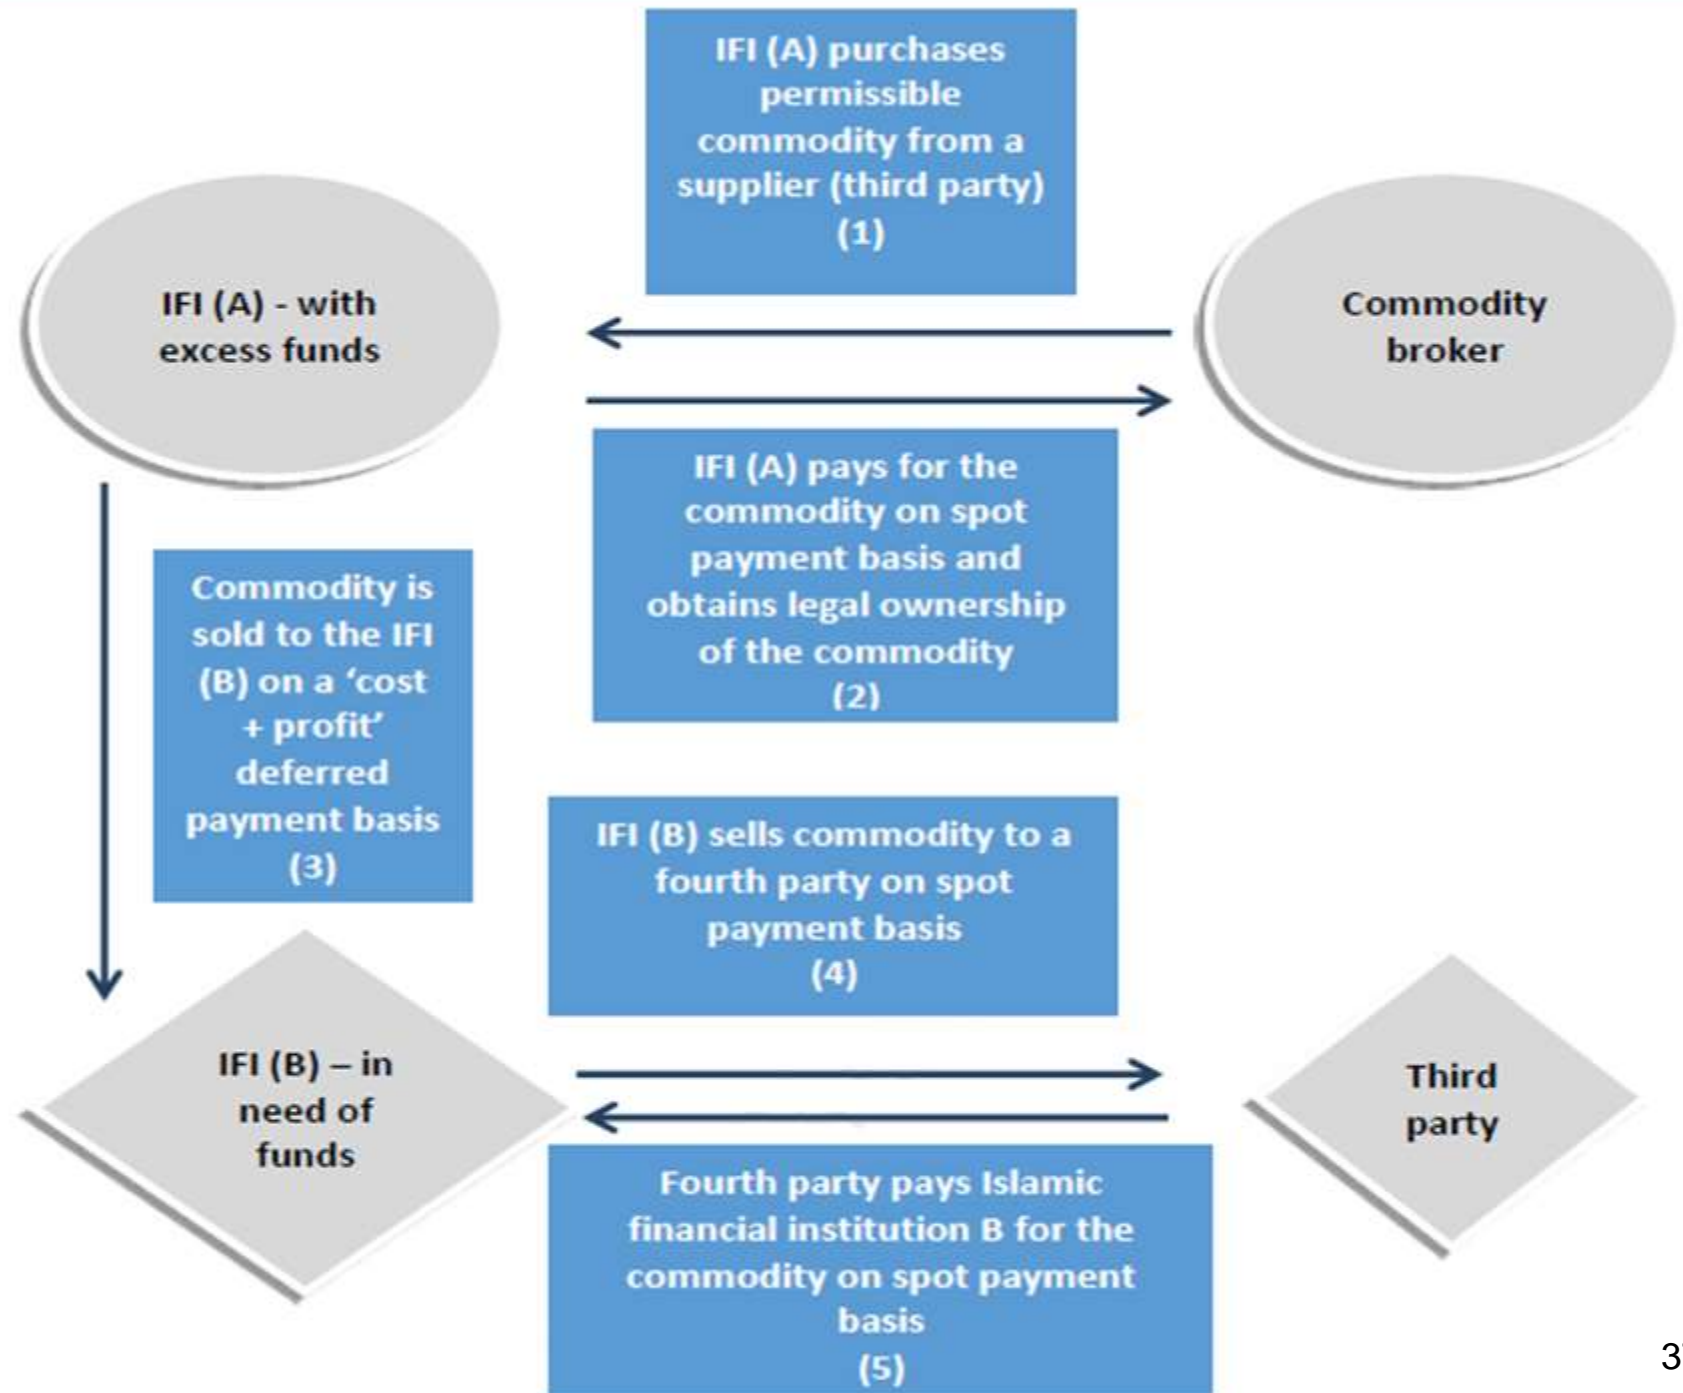 IFI (A) purchases
permissible
commodity from a
supplier (third party)
(1)
IFI (A) - with
excess funds
Commodity
broker
IFI (A) pays for the
commodity on spot
payment basis and
obtains legal ownership
of the commodity
(2)
Commodity is
sold to the IFI
(B) on a ‘cost
+ profit’
deferred
payment basis
(3)
IFI (B) sells commodity to a
fourth party on spot
payment basis
(4)
IFI (B) – in
need of
funds
Third
party
Fourth party pays Islamic
financial institution B for the
commodity on spot payment
basis
(5)